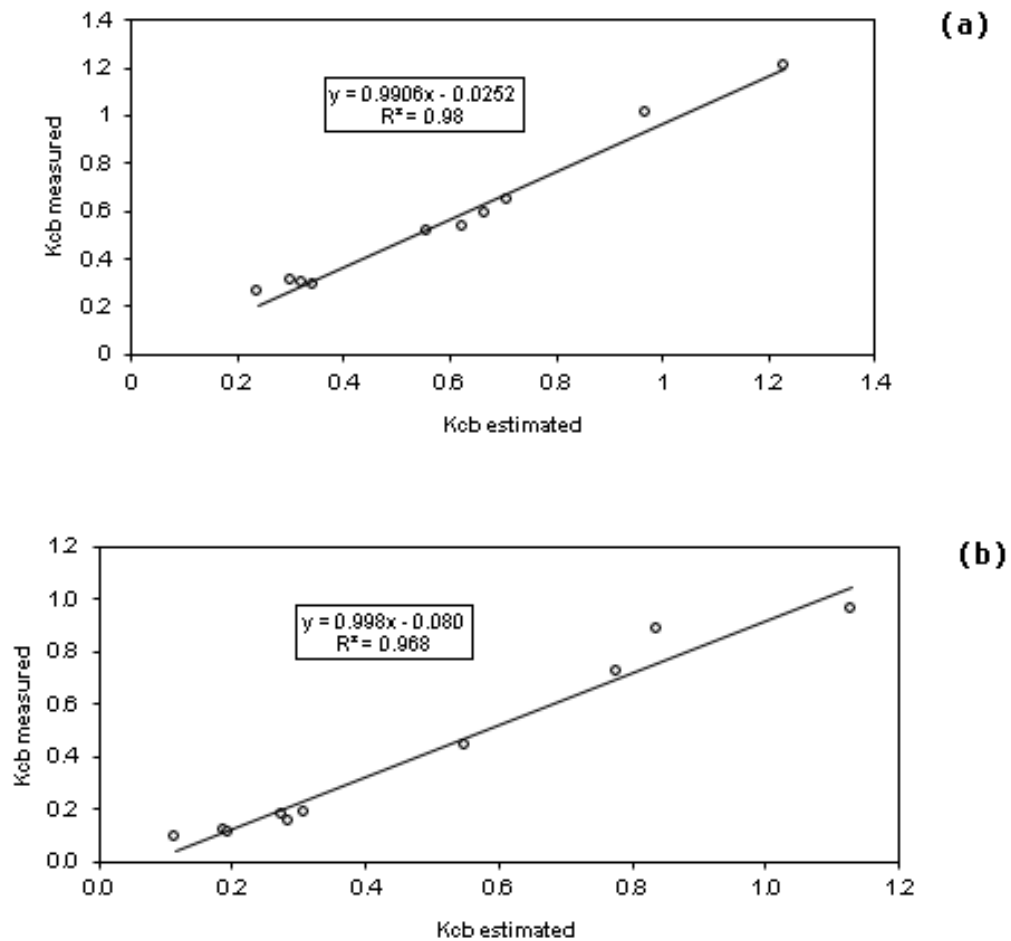 (a)
1.4
1.2
1
0.8
0.6
0.4
0.2
0
Kcb measured
y = 0.9906x - 0.0252
R² = 0.98
0 0.2 0.4 0.6 0.8 1 1.2 1.4
Kcb estimated
(b)
1.2
1.0
0.8
0.6
0.4
0.2
0.0
Kcb measured
y = 0.998x - 0.080
R² = 0.968
0.0 0.2 0.4 0.6 0.8 1.0 1.2
Kcb estimated